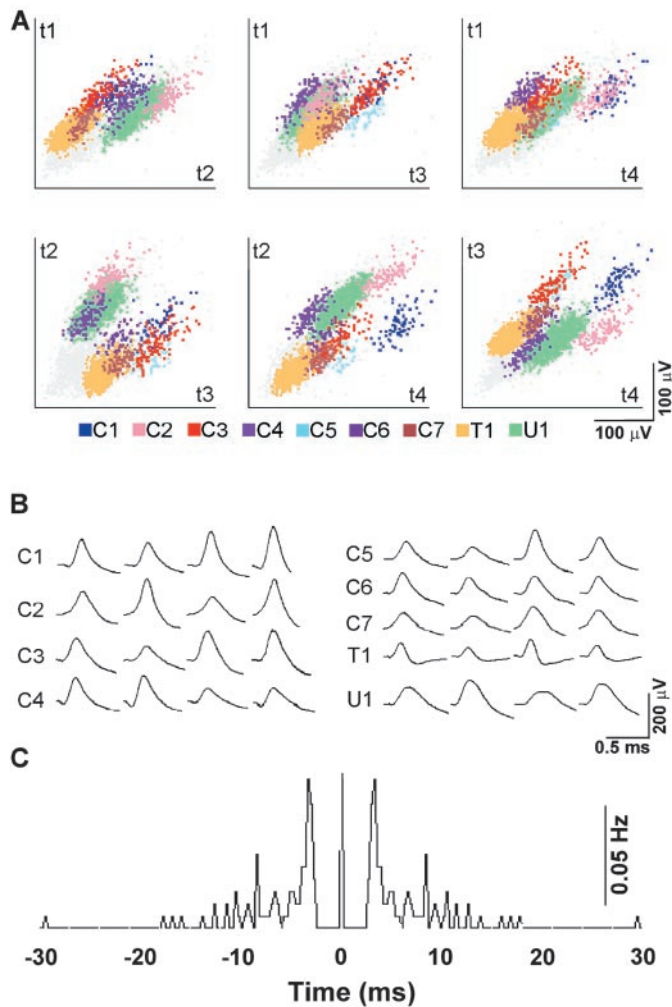 A
t1
t1
t1
t2
t3
t4
t2
t2
t3
t3
t4
t4
100 µV
100 µV
C1 C2 C3 C4 C5 C6 C7 T1 U1
B
C1
C2
C3
C4
C5
C6
C7
T1
U1
200 µV
0.5 ms
C
0.05 Hz
-30 -20 -10 0 10 20 30
Time (ms)